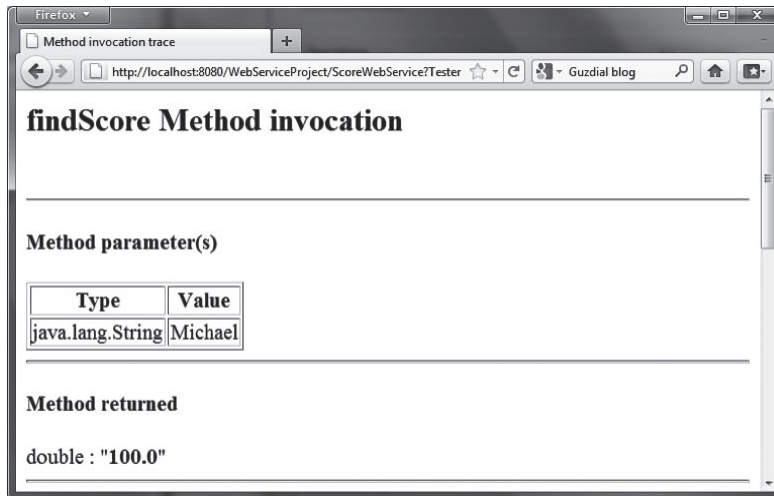 Firefox
Method invocation trace
http://localhost:8080/WebServiceProject/ScoreWebService?Tester
Guzdial blog
findScore Method invocation
Method parameter(s)
Type Value
java.lang.String Michael
Method returned
double : "100.0"